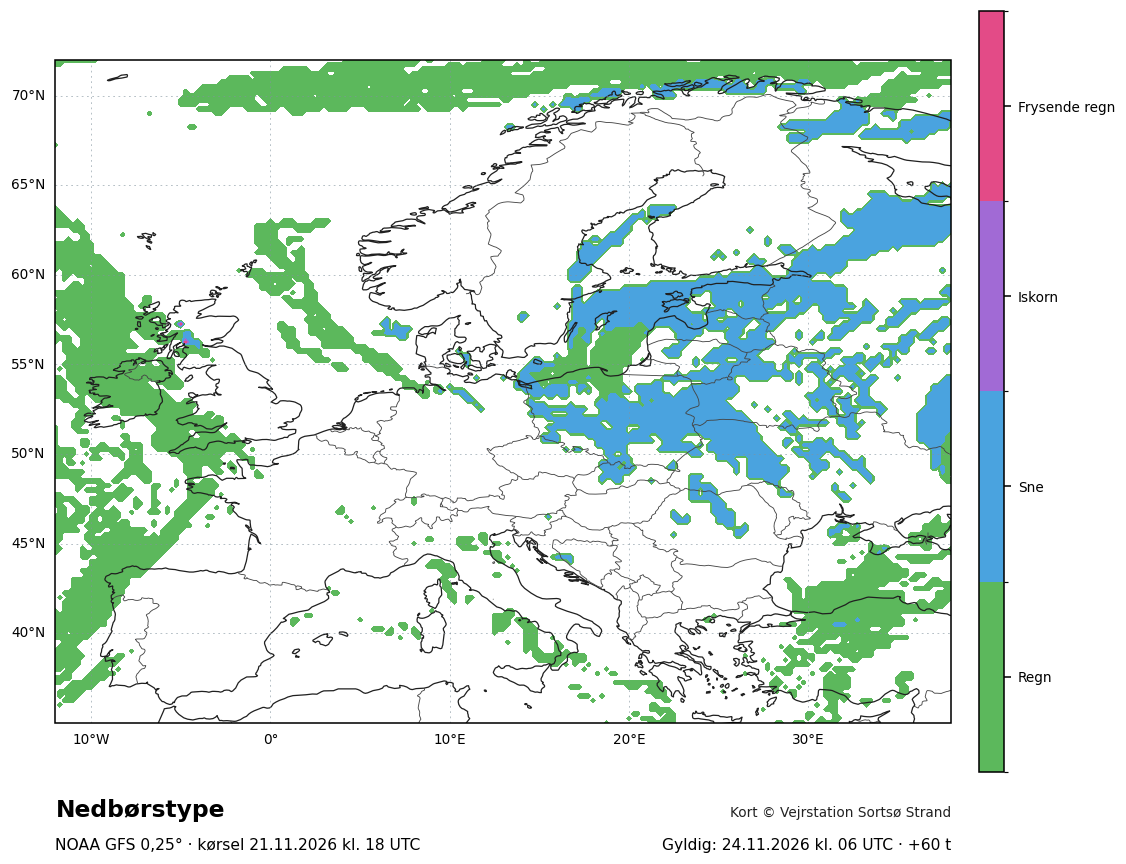 70°N
65°N
60°N
55°N
50°N
45°N
40°N
10°W
0°
10°E
20°E
30°E
Frysende regn
Iskorn
Sne
Regn
Nedbørstype
Kort © Vejrstation Sortsø Strand
NOAA GFS 0,25° · kørsel 21.11.2026 kl. 18 UTC
Gyldig: 24.11.2026 kl. 06 UTC · +60 t